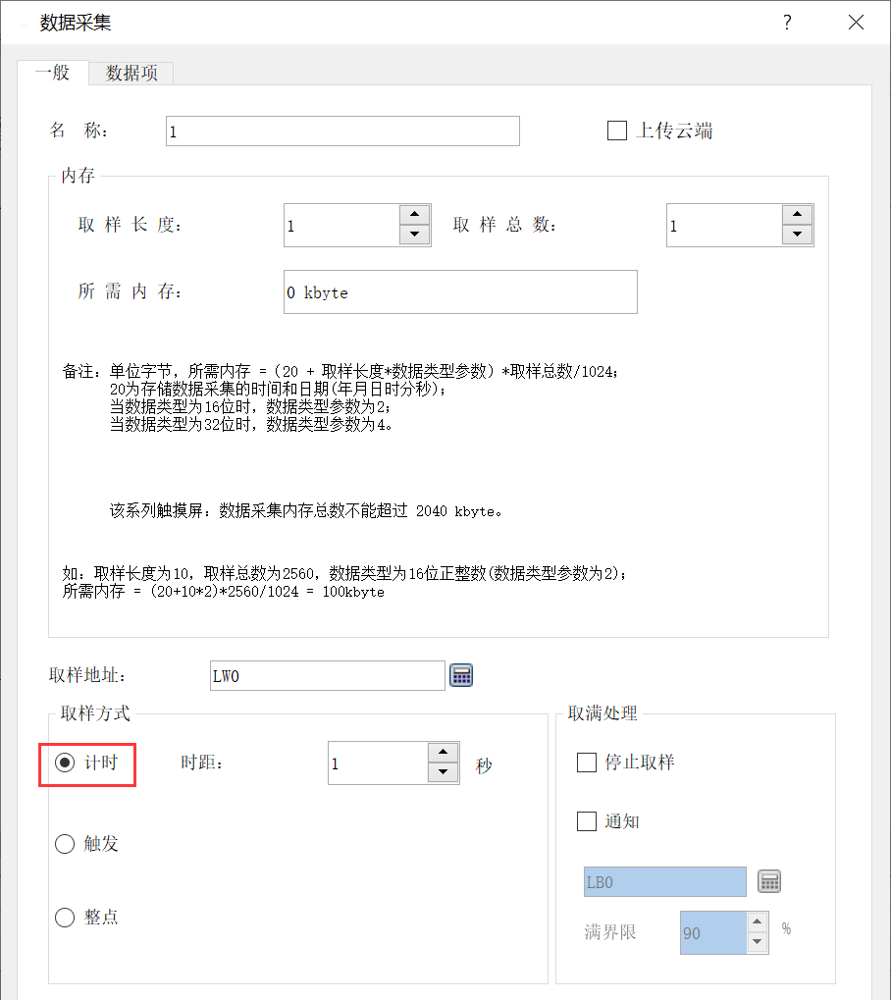 数据采集
一般 数据项
名 称： 1 上传云端
内存
取 样 长 度： 1 取 样 总 数： 1
所 需 内 存： 0 kbyte
备注：单位字节，所需内存 =（20 + 取样长度*数据类型参数）*取样总数/1024；
20为存储数据采集的时间和日期(年月日时分秒)；
当数据类型为16位时，数据类型参数为2；
当数据类型为32位时，数据类型参数为4。
该系列触摸屏：数据采集内存总数不能超过 2040 kbyte。
如：取样长度为10，取样总数为2560，数据类型为16位正整数(数据类型参数为2)；
所需内存 = (20+10*2)*2560/1024 = 100kbyte
取样地址： LW0
取样方式 取满处理
计时 时距： 1 秒 停止取样
通知
触发
LB0
整点
满界限 90 %